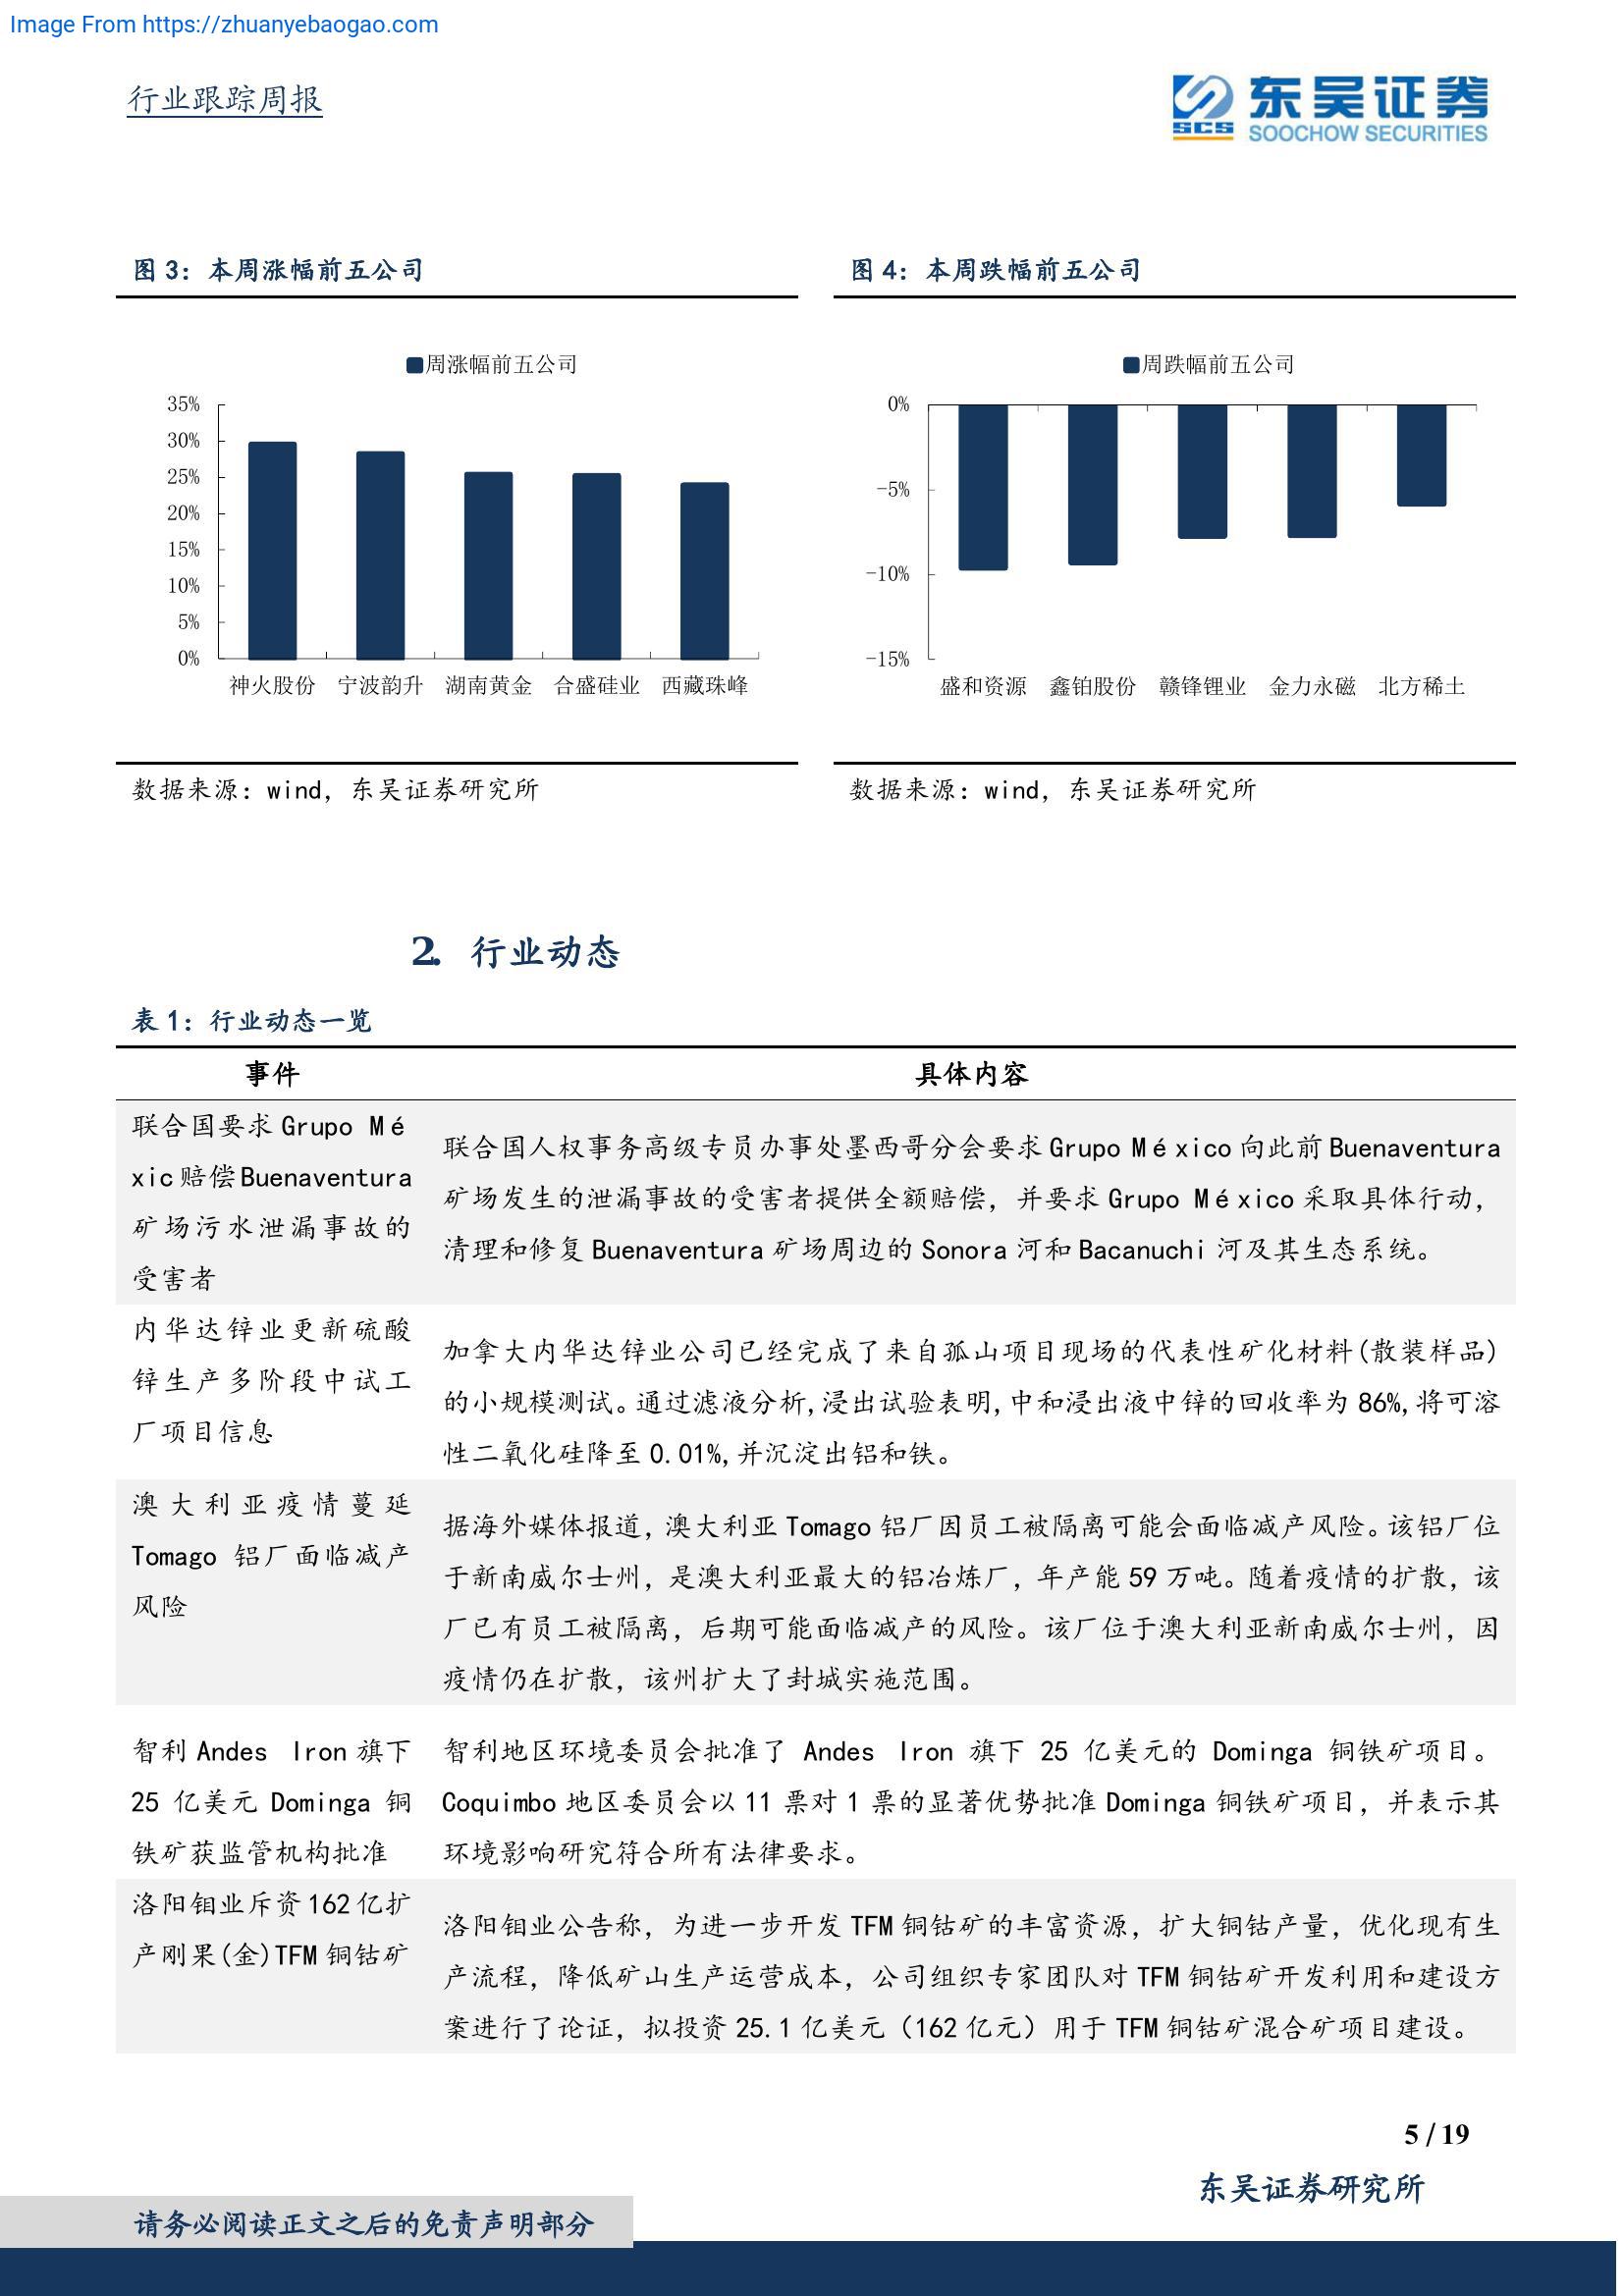 Image From https://zhuanyebaogao.com
行业跟踪周报
SCS
东吴证券
SOOCHOW SECURITIES
图 3：本周涨幅前五公司
周涨幅前五公司
35%
30%
25%
20%
15%
10%
5%
0%
神火股份 宁波韵升 湖南黄金 合盛硅业 西藏珠峰
数据来源：wind，东吴证券研究所
图 4：本周跌幅前五公司
周跌幅前五公司
0%
-5%
-10%
-15%
盛和资源 鑫铂股份 赣锋锂业 金力永磁 北方稀土
数据来源：wind，东吴证券研究所
2. 行业动态
表 1：行业动态一览
事件 具体内容
联合国要求 Grupo Mé
xic 赔偿 Buenaventura
矿场污水泄漏事故的
受害者
联合国人权事务高级专员办事处墨西哥分会要求 Grupo México 向此前 Buenaventura
矿场发生的泄漏事故的受害者提供全额赔偿，并要求 Grupo México 采取具体行动，
清理和修复 Buenaventura 矿场周边的 Sonora 河和 Bacanuchi 河及其生态系统。
内华达锌业更新硫酸
锌生产多阶段中试工
厂项目信息
加拿大内华达锌业公司已经完成了来自孤山项目现场的代表性矿化材料(散装样品)
的小规模测试。通过滤液分析,浸出试验表明,中和浸出液中锌的回收率为 86%,将可溶
性二氧化硅降至 0.01%,并沉淀出铝和铁。
澳大利亚疫情蔓延
Tomago 铝厂面临减产
风险
据海外媒体报道，澳大利亚 Tomago 铝厂因员工被隔离可能会面临减产风险。该铝厂位
于新南威尔士州，是澳大利亚最大的铝冶炼厂，年产能 59 万吨。随着疫情的扩散，该
厂已有员工被隔离，后期可能面临减产的风险。该厂位于澳大利亚新南威尔士州，因
疫情仍在扩散，该州扩大了封城实施范围。
智利 Andes Iron 旗下
25 亿美元 Dominga 铜
铁矿获监管机构批准
智利地区环境委员会批准了 Andes Iron 旗下 25 亿美元的 Dominga 铜铁矿项目。
Coquimbo 地区委员会以 11 票对 1 票的显著优势批准 Dominga 铜铁矿项目，并表示其
环境影响研究符合所有法律要求。
洛阳钼业斥资 162 亿扩
产刚果(金)TFM 铜钴矿
洛阳钼业公告称，为进一步开发 TFM 铜钴矿的丰富资源，扩大铜钴产量，优化现有生
产流程，降低矿山生产运营成本，公司组织专家团队对 TFM 铜钴矿开发利用和建设方
案进行了论证，拟投资 25.1 亿美元（162 亿元）用于 TFM 铜钴矿混合矿项目建设。
5 / 19
东吴证券研究所
请务必阅读正文之后的免责声明部分